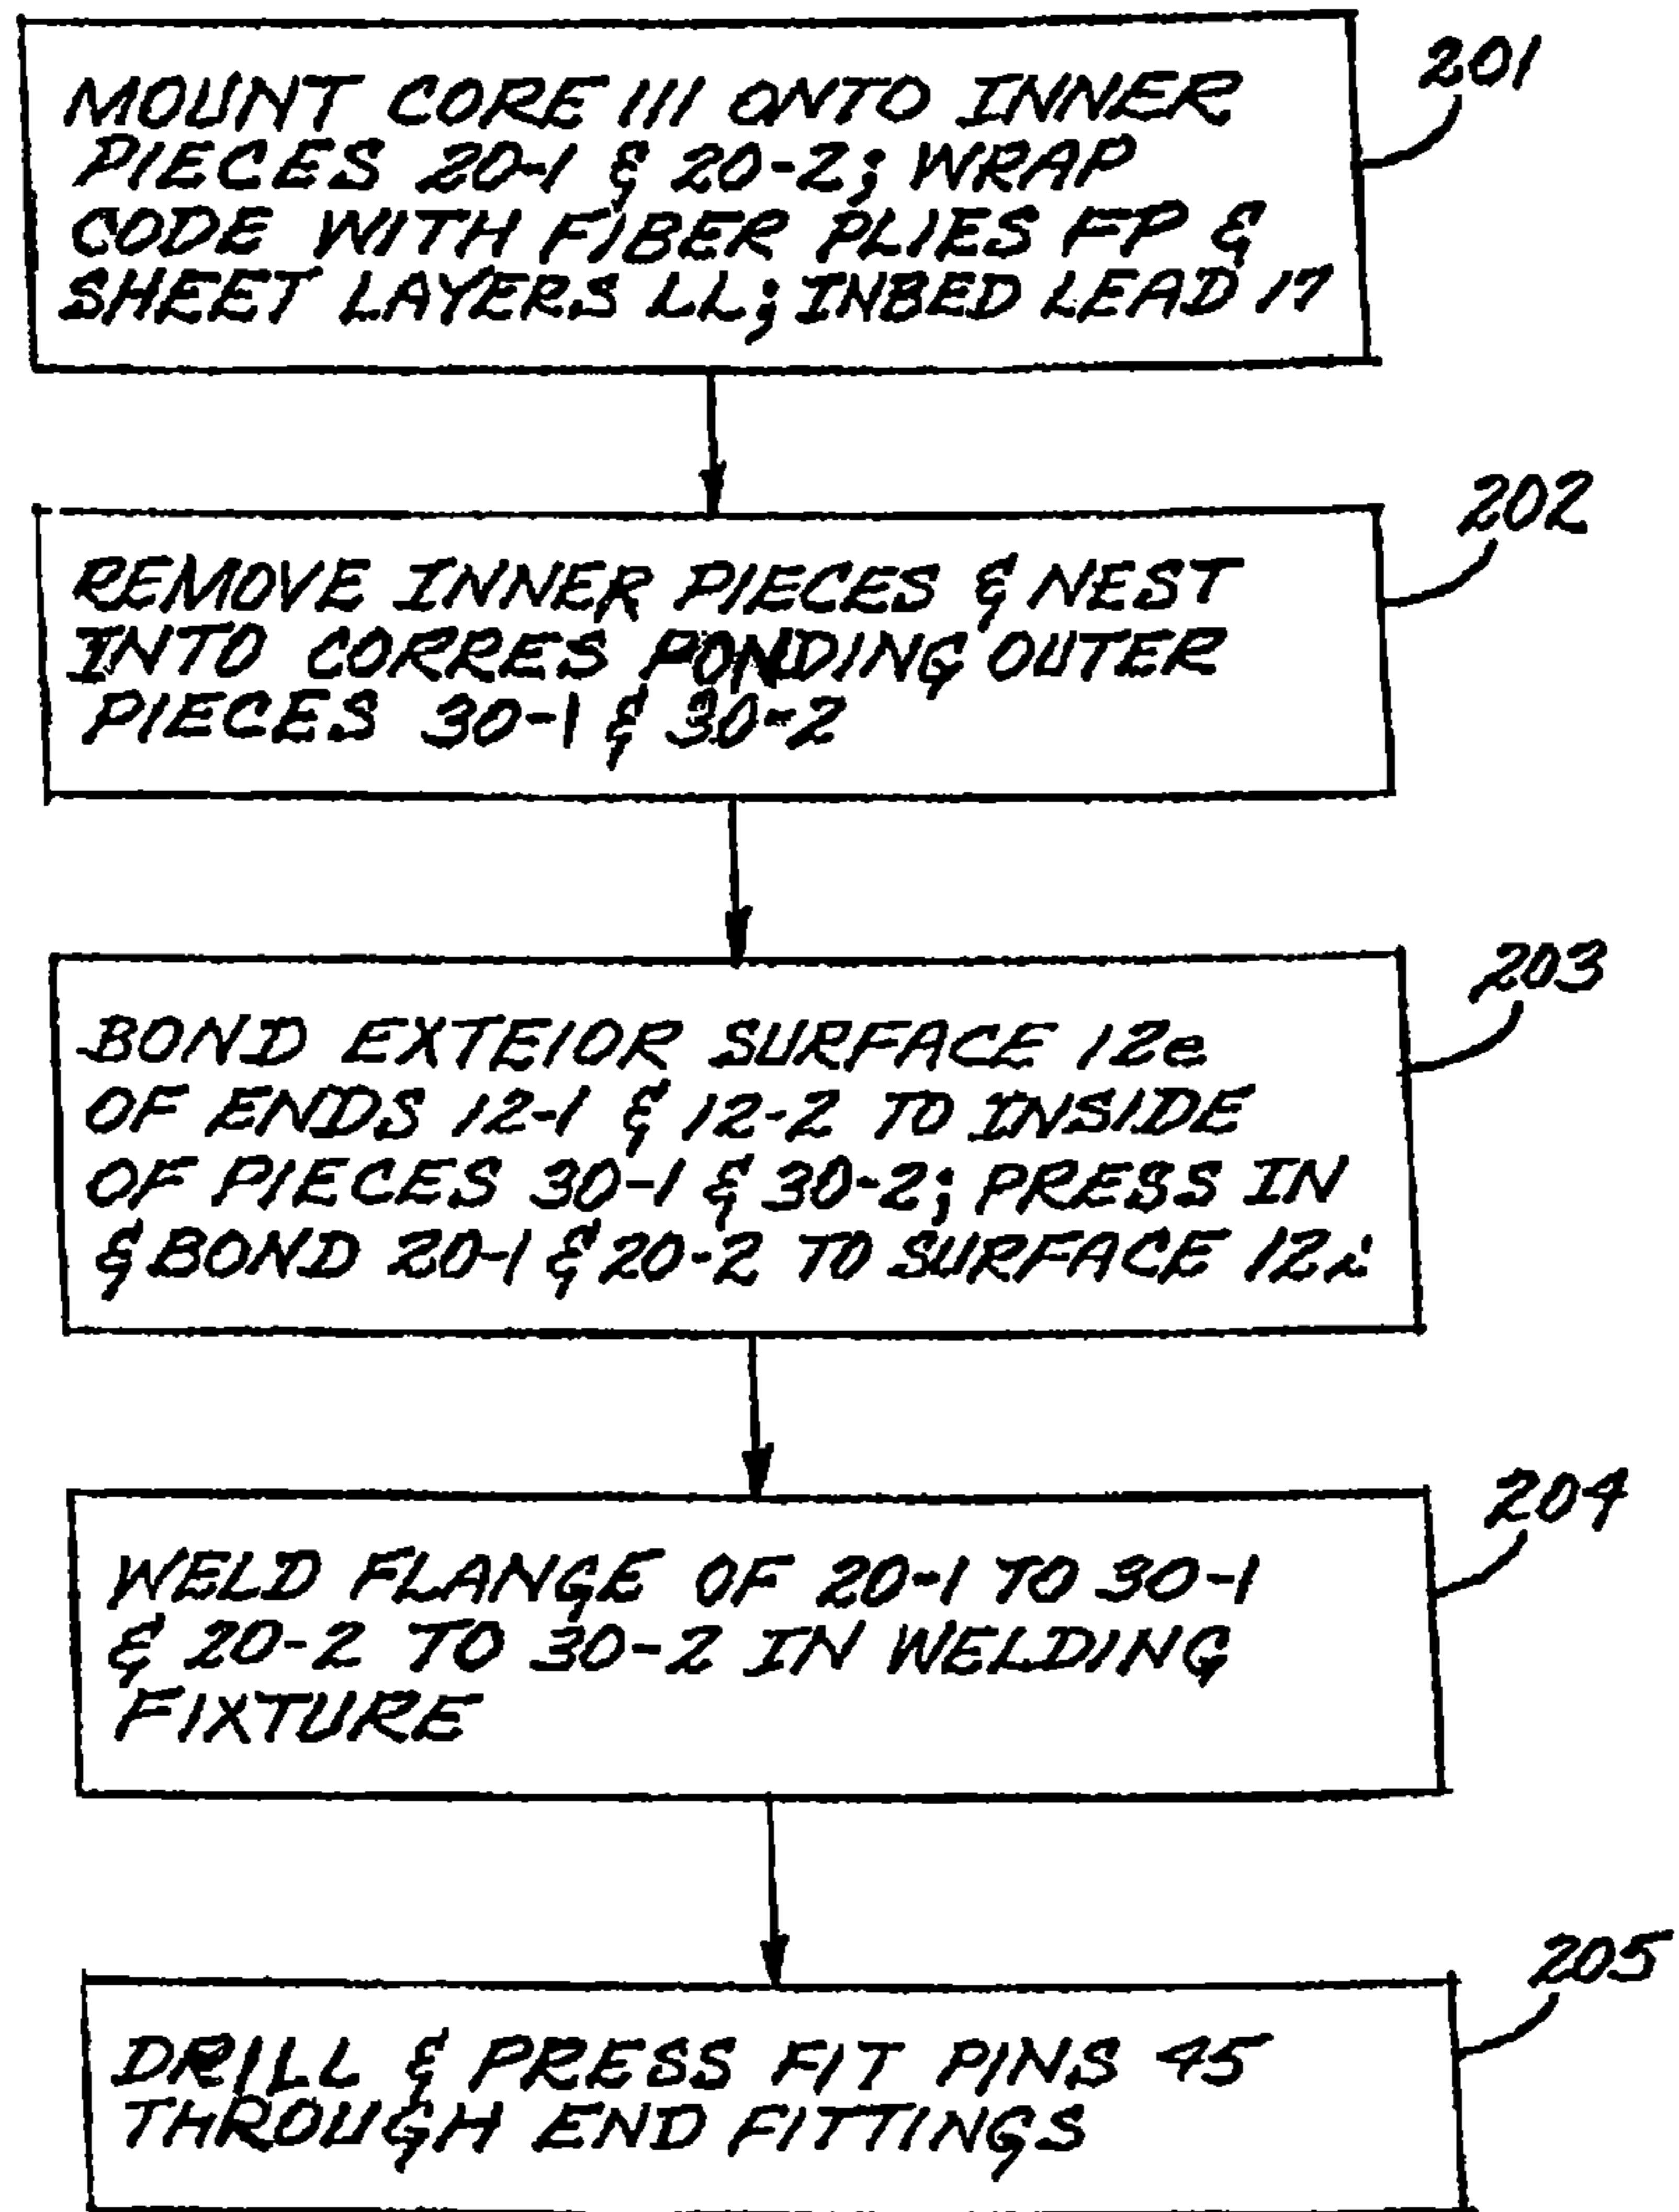 MOUNT CORE 111 ONTO INNER
PIECES 20-1 & 20-2; WRAP
CODE WITH FIBER PLIES FP &
SHEET LAYERS LL; INBED LEAD 17
201
REMOVE INNER PIECES & NEST
INTO CORRES PONDING OUTER
PIECES 30-1 & 30-2
202
BOND EXTEIOR SURFACE 12e
OF ENDS 12-1 & 12-2 TO INSIDE
OF PIECES 30-1 & 30-2; PRESS IN
& BOND 20-1 & 20-2 TO SURFACE 12i
203
WELD FLANGE OF 20-1 TO 30-1
& 20-2 TO 30-2 IN WELDING
FIXTURE
204
DRILL & PRESS FIT PINS 45
THROUGH END FITTINGS
205